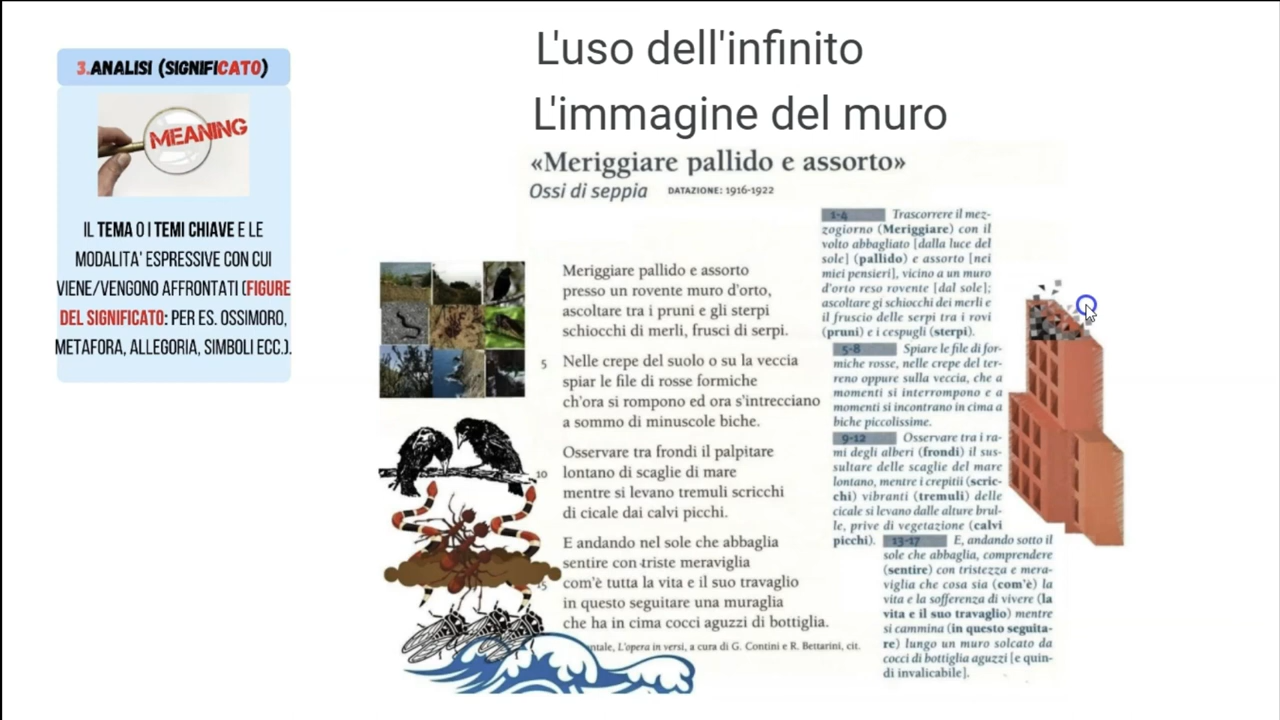 3.ANALISI (SIGNIFICATO)
MEANING
IL TEMA O I TEMI CHIAVE E LE
MODALITA' ESPRESSIVE CON CUI
VIENE/VENGONO AFFRONTATI (FIGURE
DEL SIGNIFICATO: PER ES. OSSIMORO,
METAFORA, ALLEGORIA, SIMBOLI ECC.).
L'uso dell'infinito
L'immagine del muro
«Meriggiare pallido e assorto»
Ossi di seppia DATAZIONE: 1916-1922
Meriggiare pallido e assorto
presso un rovente muro d'orto,
ascoltare tra i pruni e gli sterpi
schiocchi di merli, frusci di serpi.
5 Nelle crepe del suolo o su la veccia
spiar le file di rosse formiche
ch'ora si rompono ed ora s'intrecciano
a sommo di minuscole biche.
Osservare tra frondi il palpitare
10 lontano di scaglie di mare
mentre si levano tremuli scricchi
di cicale dai calvi picchi.
E andando nel sole che abbaglia
sentire con triste meraviglia
15 com'è tutta la vita e il suo travaglio
in questo seguitare una muraglia
che ha in cima cocci aguzzi di bottiglia.
ntale, L'opera in versi, a cura di G. Contini e R. Bettarini, cit.
1-4 Trascorrere il mez-
zogiorno (Meriggiare) con il
volto abbagliato [dalla luce del
sole] (pallido) e assorto [nei
miei pensieri], vicino a un muro
d'orto reso rovente [dal sole];
ascoltare gi schiocchi dei merli e
il fruscio delle serpi tra i rovi
(pruni) e i cespugli (sterpi).
5-8 Spiare le file di for-
miche rosse, nelle crepe del ter-
reno oppure sulla veccia, che a
momenti si interrompono e a
momenti si incontrano in cima a
biche piccolissime.
9-12 Osservare tra i ra-
mi degli alberi (frondi) il sus-
sultare delle scaglie del mare
lontano, mentre i crepitii (scric-
chi) vibranti (tremuli) delle
cicale si levano dalle alture brul-
le, prive di vegetazione (calvi
picchi).
13-17 E, andando sotto il
sole che abbaglia, comprendere
(sentire) con tristezza e mera-
viglia che cosa sia (com'è) la
vita e la sofferenza di vivere (la
vita e il suo travaglio) mentre
si cammina (in questo seguita-
re) lungo un muro solcato da
cocci di bottiglia aguzzi [e quin-
di invalicabile].